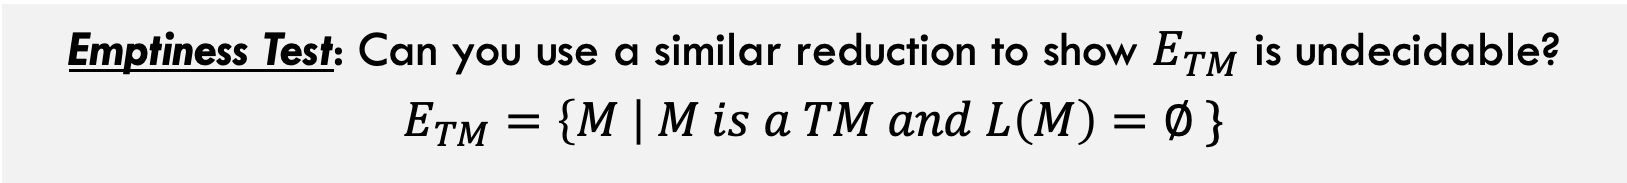 Emptiness Test: Can you use a similar reduction to show E_TM is undecidable?
E_TM = {M | M is a TM and L(M) = ∅ }